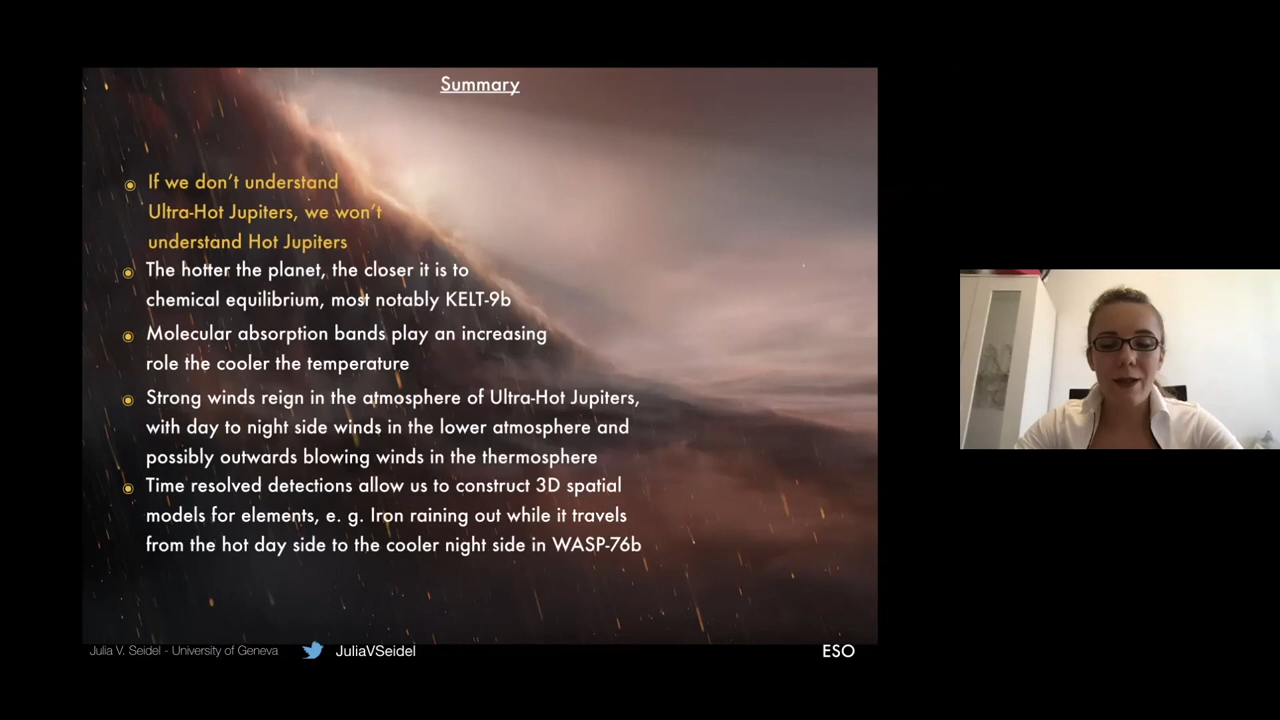 Summary
If we don't understand
Ultra-Hot Jupiters, we won't
understand Hot Jupiters
The hotter the planet, the closer it is to
chemical equilibrium, most notably KELT-9b
Molecular absorption bands play an increasing
role the cooler the temperature
Strong winds reign in the atmosphere of Ultra-Hot Jupiters,
with day to night side winds in the lower atmosphere and
possibly outwards blowing winds in the thermosphere
Time resolved detections allow us to construct 3D spatial
models for elements, e. g. Iron raining out while it travels
from the hot day side to the cooler night side in WASP-76b
Julia V. Seidel - University of Geneva JuliaVSeidel ESO